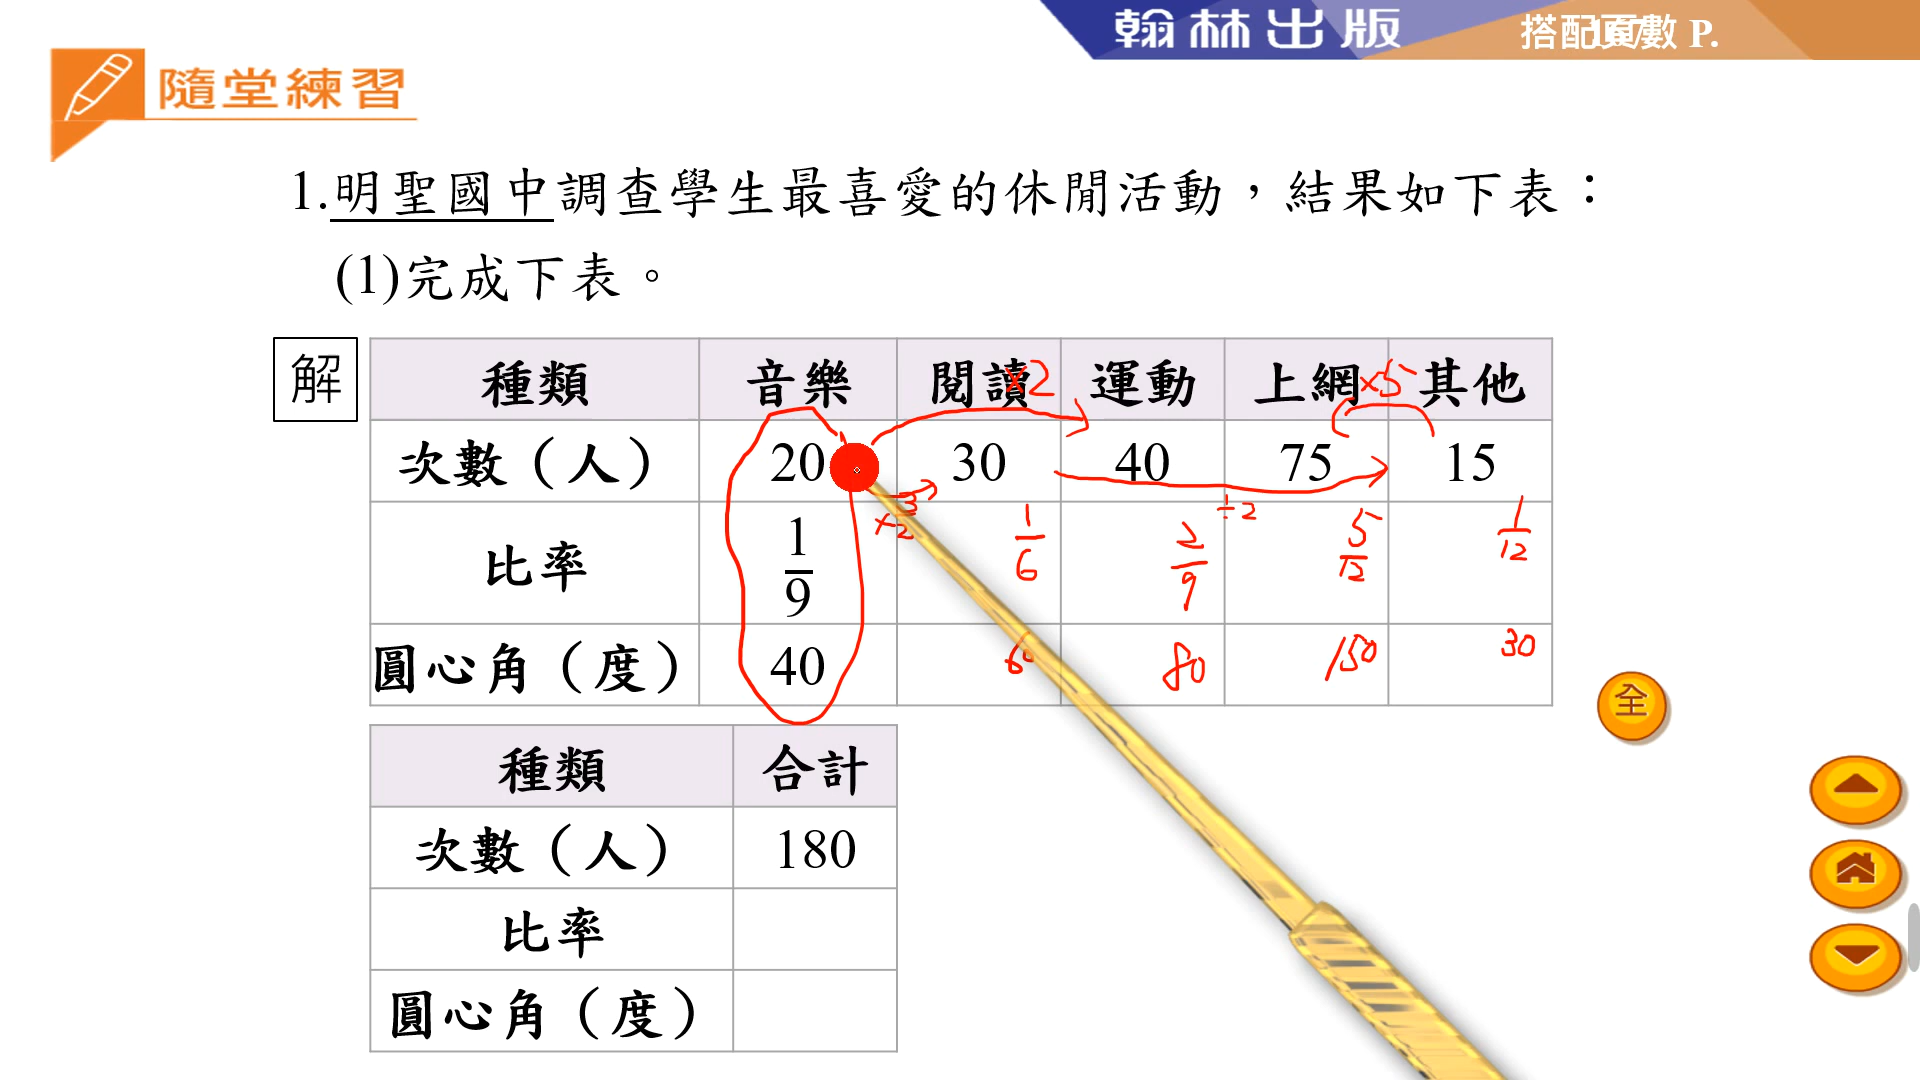 翰林出版
搭配頁數 P.
隨堂練習
1.明聖國中調查學生最喜愛的休閒活動，結果如下表：
(1)完成下表。
解
種類 音樂 閱讀 ×2 運動 上網 ×5 其他
次數（人） 20 30 40 75 15
×3/2 ÷2
比率 1/9 1/6 2/9 5/12 1/12
圓心角（度） 40 80 150 30
全
種類 合計
次數（人） 180
比率
圓心角（度）